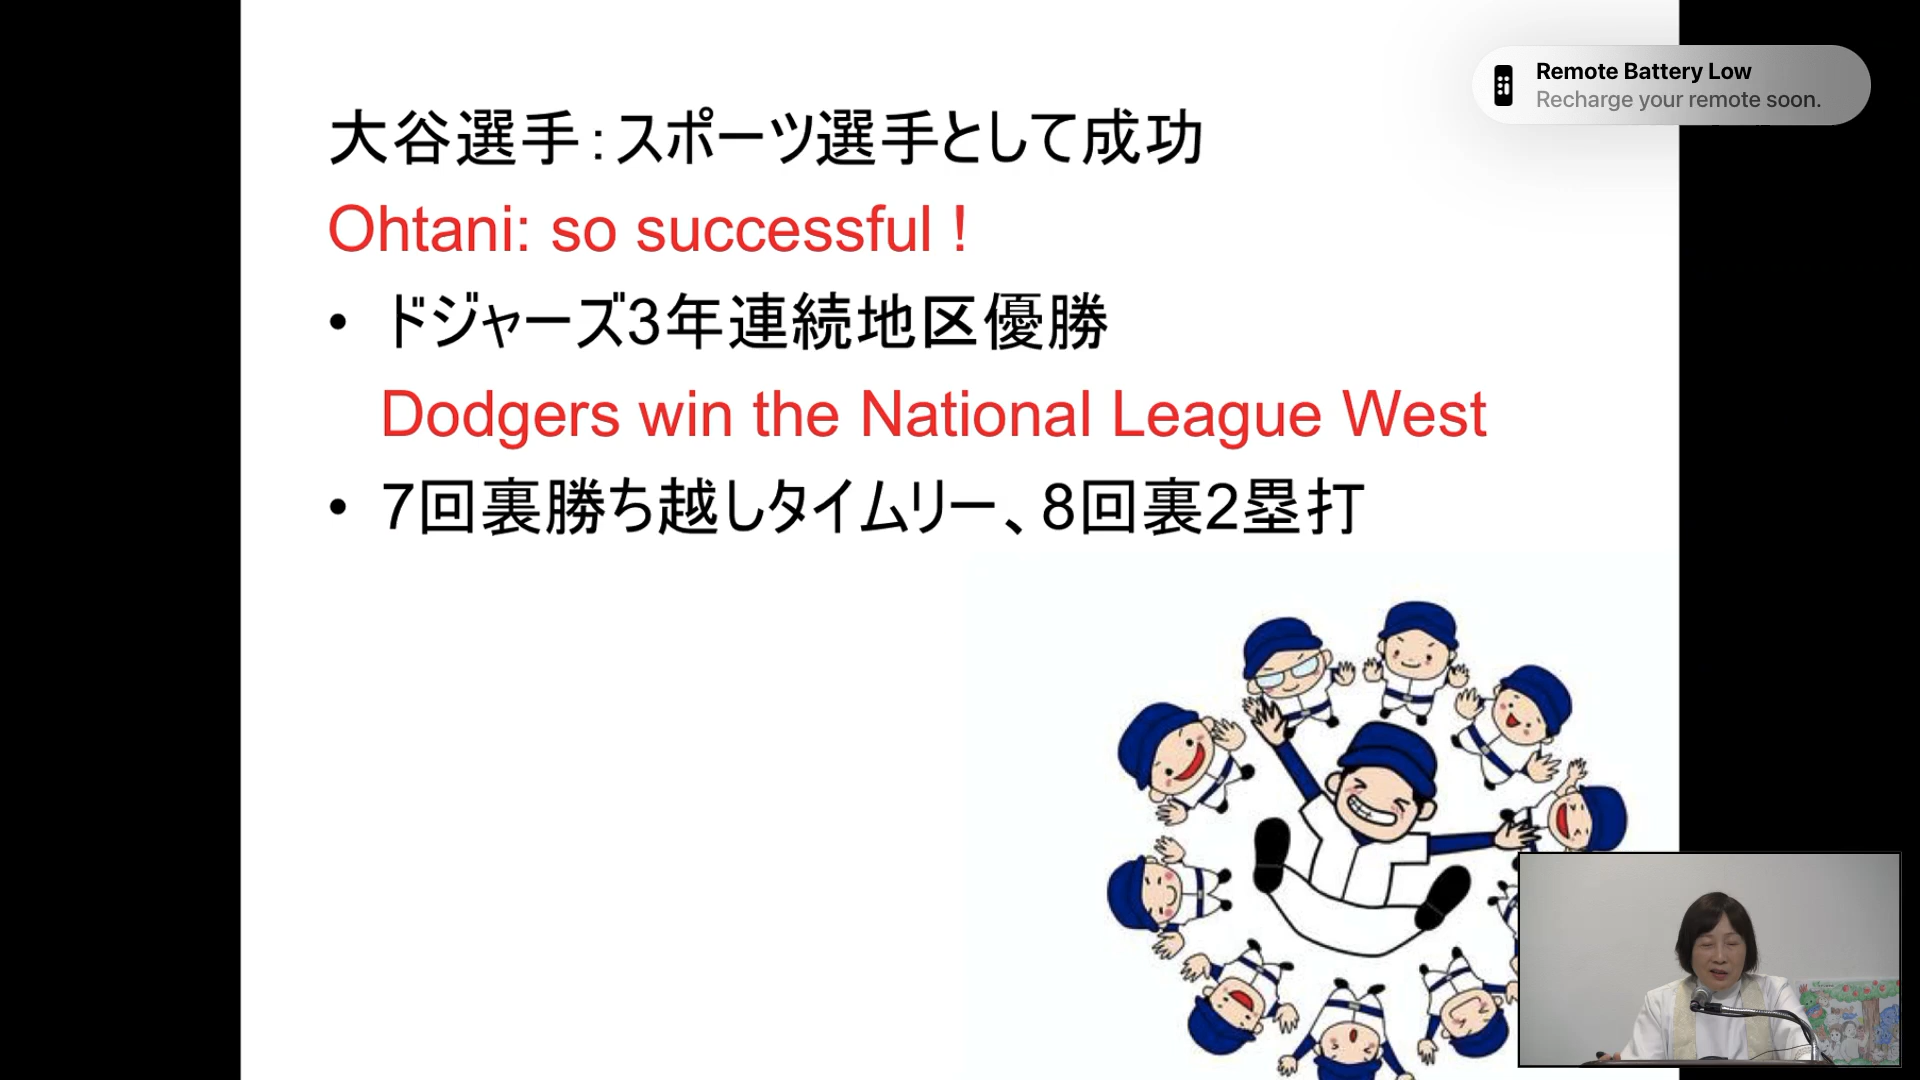 大谷選手：スポーツ選手として成功
Ohtani: so successful !
• ドジャーズ3年連続地区優勝
Dodgers win the National League West
• 7回裏勝ち越しタイムリー、8回裏2塁打
Remote Battery Low
Recharge your remote soon.